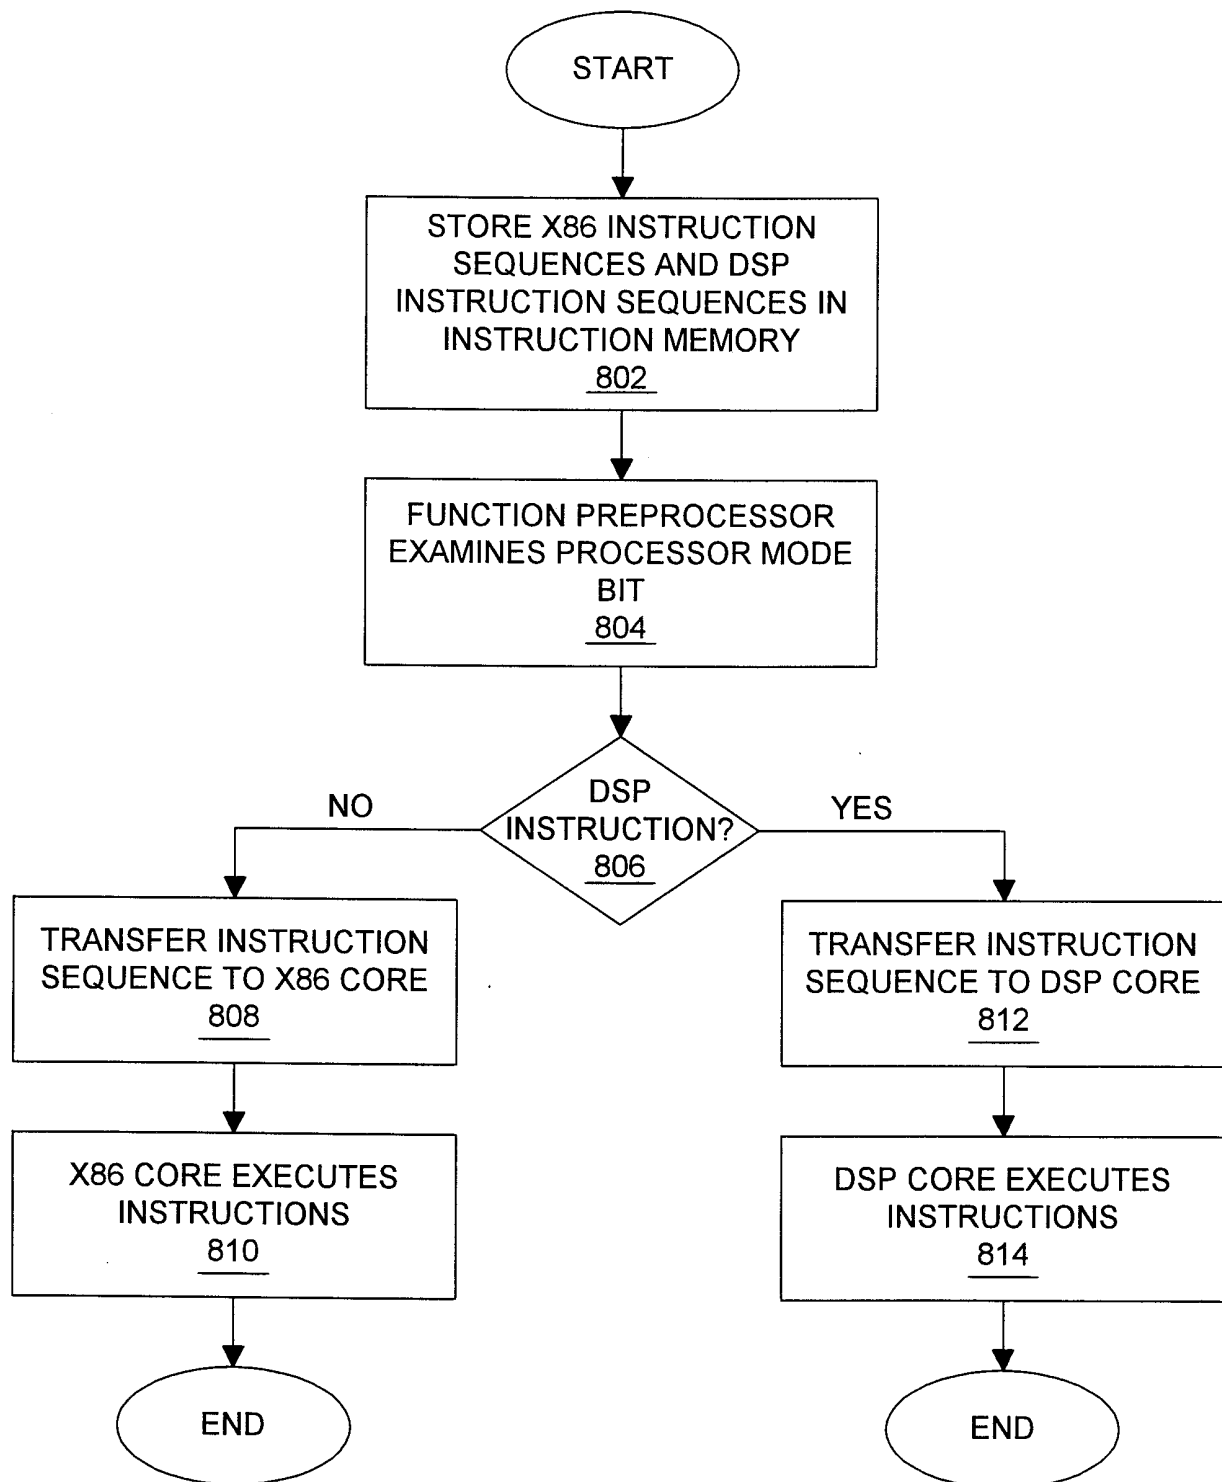 START
STORE X86 INSTRUCTION
SEQUENCES AND DSP
INSTRUCTION SEQUENCES IN
INSTRUCTION MEMORY
802
FUNCTION PREPROCESSOR
EXAMINES PROCESSOR MODE
BIT
804
DSP
INSTRUCTION?
806
NO
YES
TRANSFER INSTRUCTION
SEQUENCE TO X86 CORE
808
TRANSFER INSTRUCTION
SEQUENCE TO DSP CORE
812
X86 CORE EXECUTES
INSTRUCTIONS
810
DSP CORE EXECUTES
INSTRUCTIONS
814
END
END